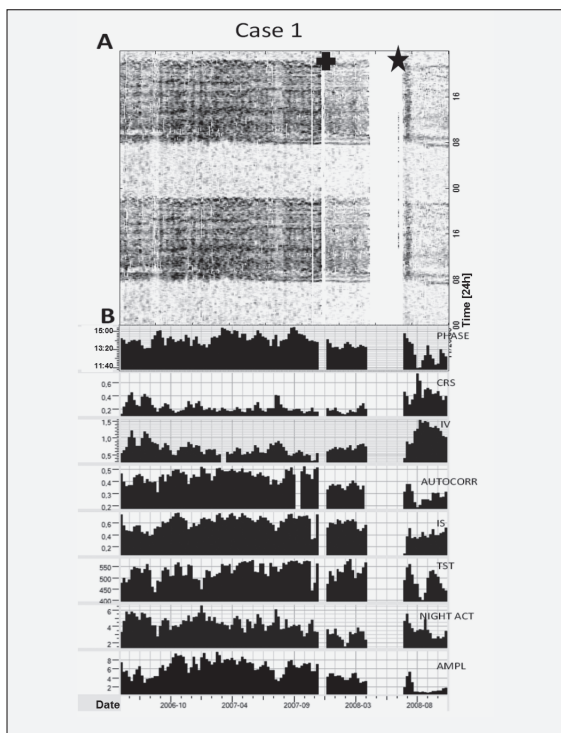 Case 1
A
16
08
00
16
08
00
Time [24h]
B
15:00
13:20
11:40
PHASE
0,6
0,4
0,2
CRS
1,5
1,0
0,5
IV
0,5
0,4
0,3
0,2
AUTOCORR
0,6
0,4
0,2
IS
550
500
450
400
TST
6
4
2
NIGHT ACT
8
6
4
2
AMPL
Date
2006-10
2007-04
2007-09
2008-03
2008-08